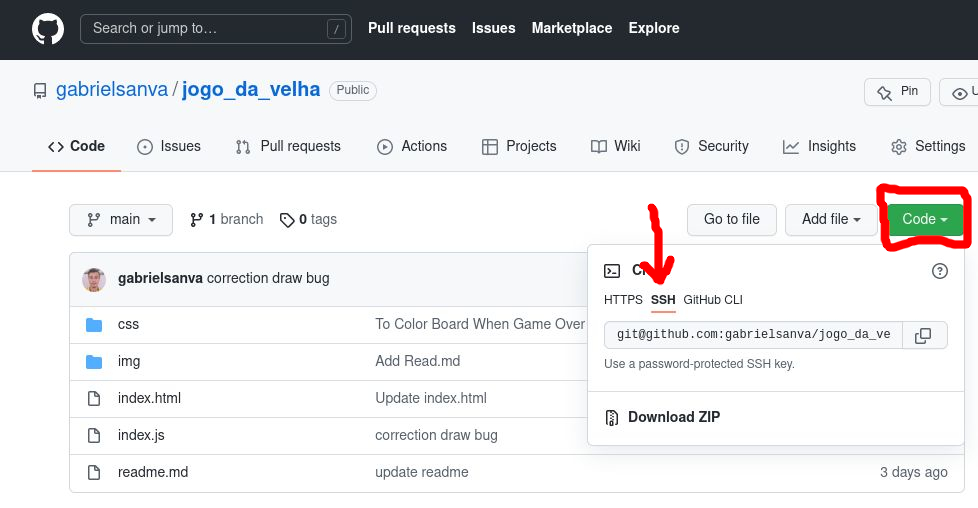 Search or jump to… / Pull requests Issues Marketplace Explore
gabrielsanva / jogo_da_velha Public Pin
Code Issues Pull requests Actions Projects Wiki Security Insights Settings
main 1 branch 0 tags Go to file Add file Code
gabrielsanva correction draw bug
HTTPS SSH GitHub CLI
css To Color Board When Game Over
git@github.com:gabrielsanva/jogo_da_ve
img Add Read.md
Use a password-protected SSH key.
index.html Update index.html
Download ZIP
index.js correction draw bug
readme.md update readme 3 days ago